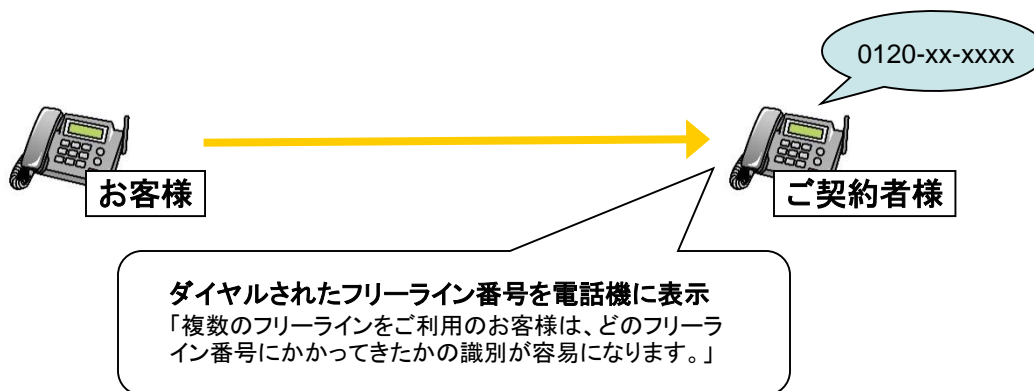 0120-xx-xxxx
お客様
ご契約者様
ダイヤルされたフリーライン番号を電話機に表示
「複数のフリーラインをご利用のお客様は、どのフリーラ
イン番号にかかってきたかの識別が容易になります。」